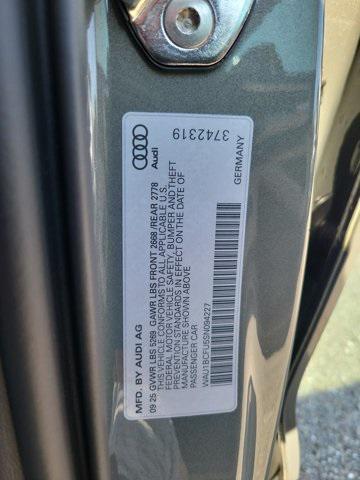 Audi
3742319
GERMANY
MFD. BY AUDI AG
09 25 GVWR LBS 5269 GAWR LBS FRONT 2668 /REAR 2778
THIS VEHICLE CONFORMS TO ALL APPLICABLE U.S.
FEDERAL MOTOR VEHICLE SAFETY, BUMPER AND THEFT
PREVENTION STANDARDS IN EFFECT ON THE DATE OF
MANUFACTURE SHOWN ABOVE
PASSENGER CAR
WAU1BCFU5SN094227